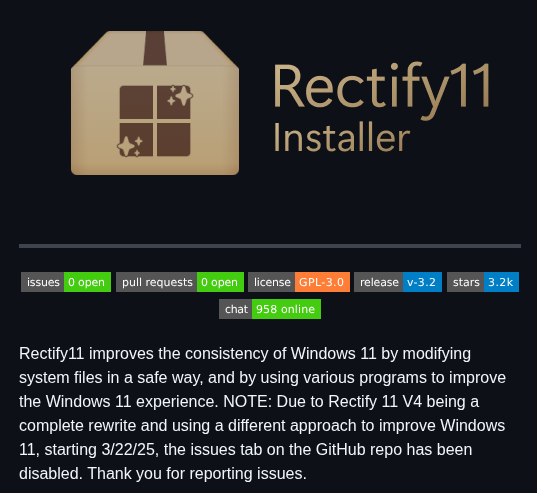 Rectify11
Installer
issues 0 open pull requests 0 open license GPL-3.0 release v-3.2 stars 3.2k
chat 958 online
Rectify11 improves the consistency of Windows 11 by modifying
system files in a safe way, and by using various programs to improve
the Windows 11 experience. NOTE: Due to Rectify 11 V4 being a
complete rewrite and using a different approach to improve Windows
11, starting 3/22/25, the issues tab on the GitHub repo has been
disabled. Thank you for reporting issues.